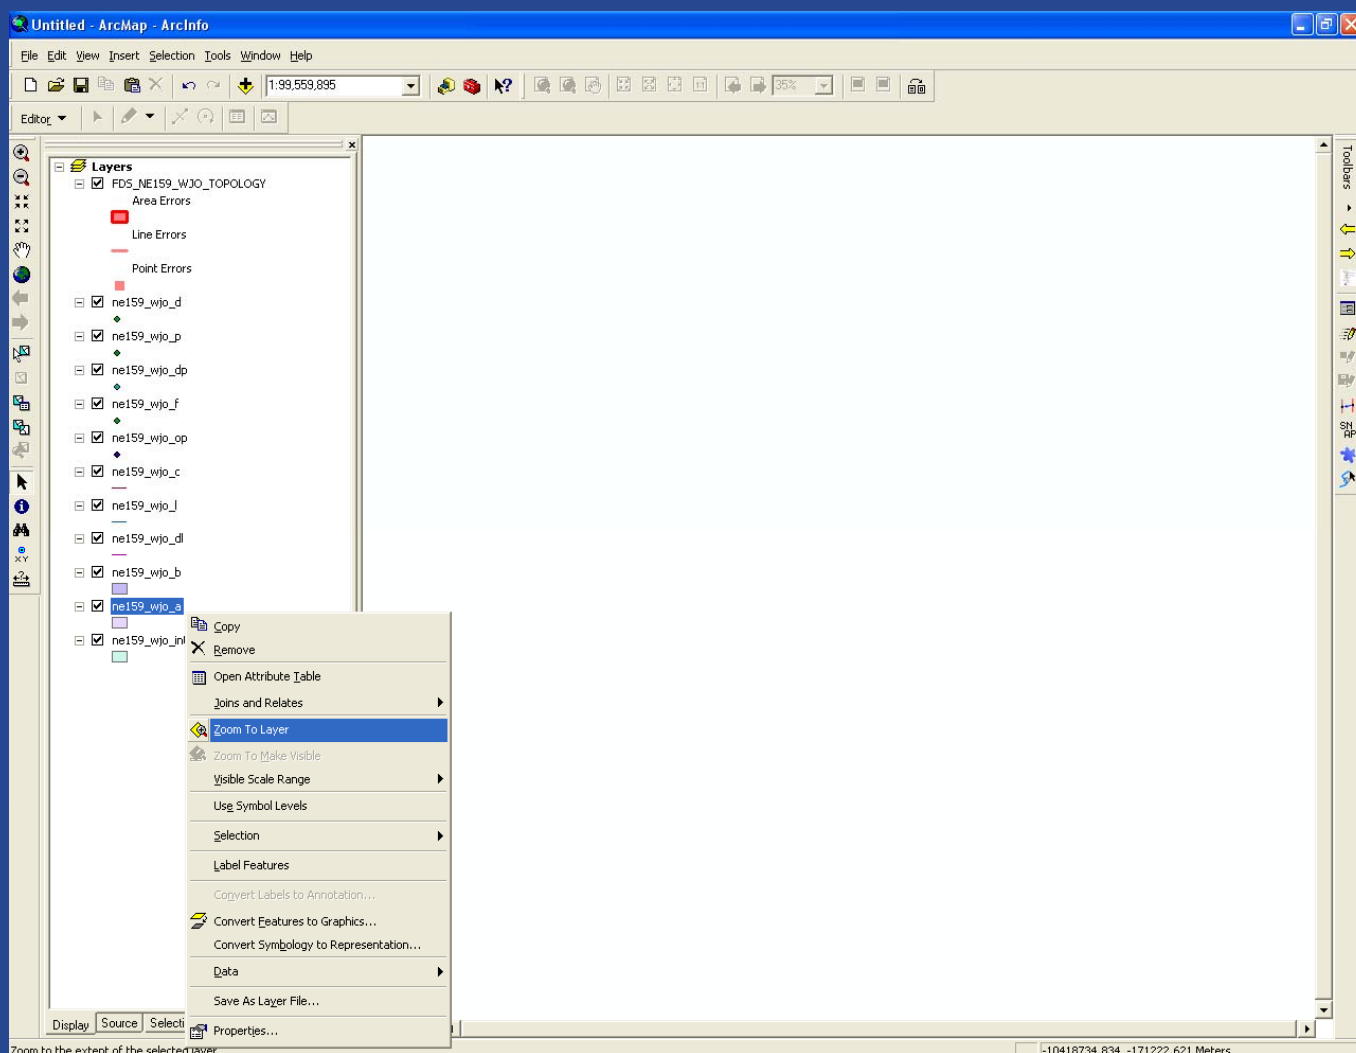 Untitled - ArcMap - ArcInfo
File Edit View Insert Selection Tools Window Help
1:99,559,895
35%
Editor
Toolbars
Layers
FDS_NE159_WJO_TOPOLOGY
Area Errors
Line Errors
Point Errors
ne159_wjo_d
ne159_wjo_p
ne159_wjo_dp
ne159_wjo_f
ne159_wjo_op
ne159_wjo_c
ne159_wjo_l
ne159_wjo_dl
ne159_wjo_b
ne159_wjo_a
ne159_wjo_int
Copy
Remove
Open Attribute Table
Joins and Relates
Zoom To Layer
Zoom To Make Visible
Visible Scale Range
Use Symbol Levels
Selection
Label Features
Convert Labels to Annotation...
Convert Features to Graphics...
Convert Symbology to Representation...
Data
Save As Layer File...
Properties...
Display Source Selecti
Zoom to the extent of the selected layer
-10418734.834 -171222.621 Meters